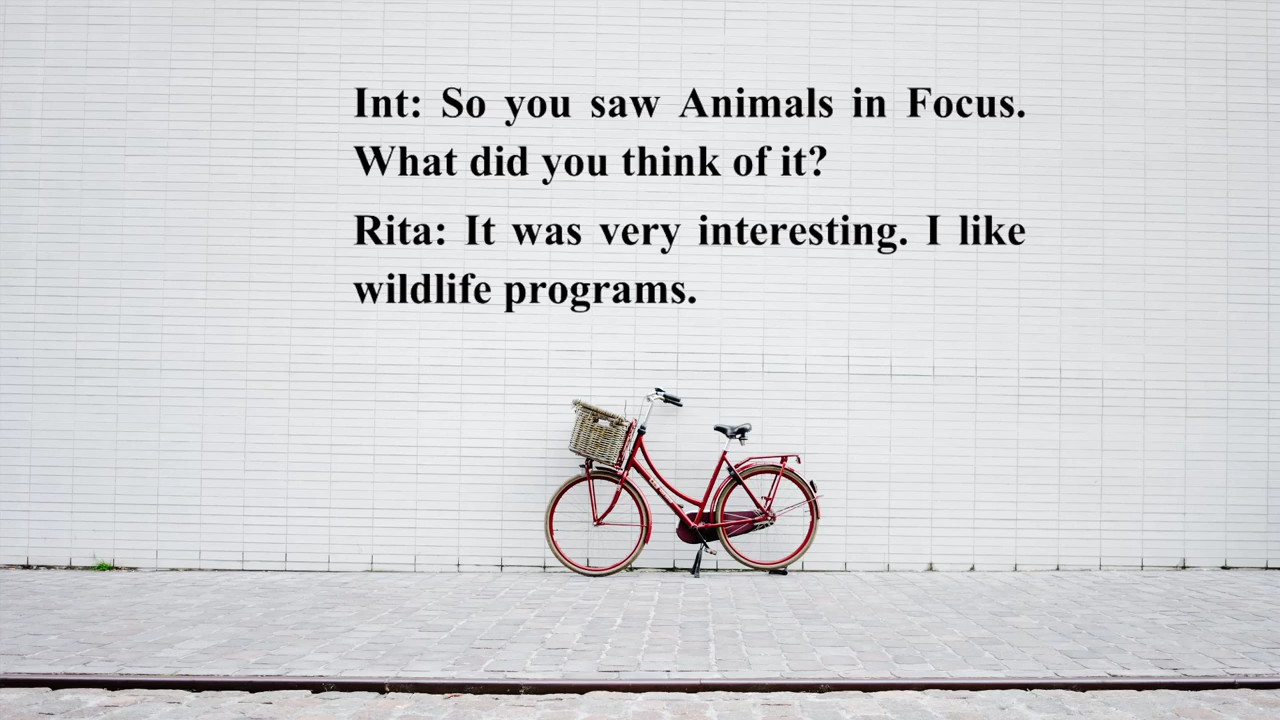 Int: So you saw Animals in Focus.
What did you think of it?
Rita: It was very interesting. I like
wildlife programs.